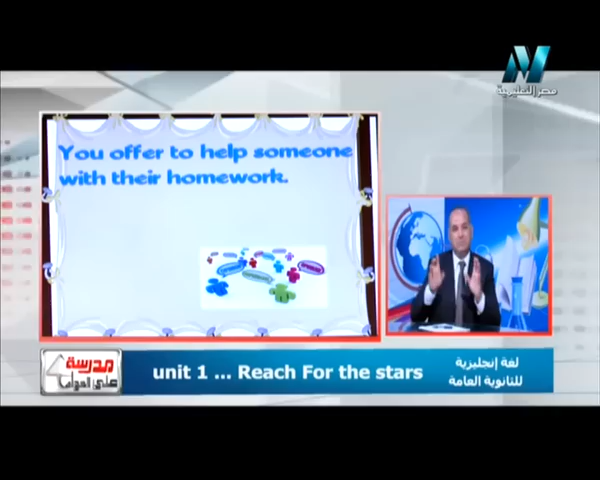 مصر التعليمية
You offer to help someone
with their homework.
مدرسة
على الهواء
unit 1 ... Reach For the stars
لغة إنجليزية
للثانوية العامة